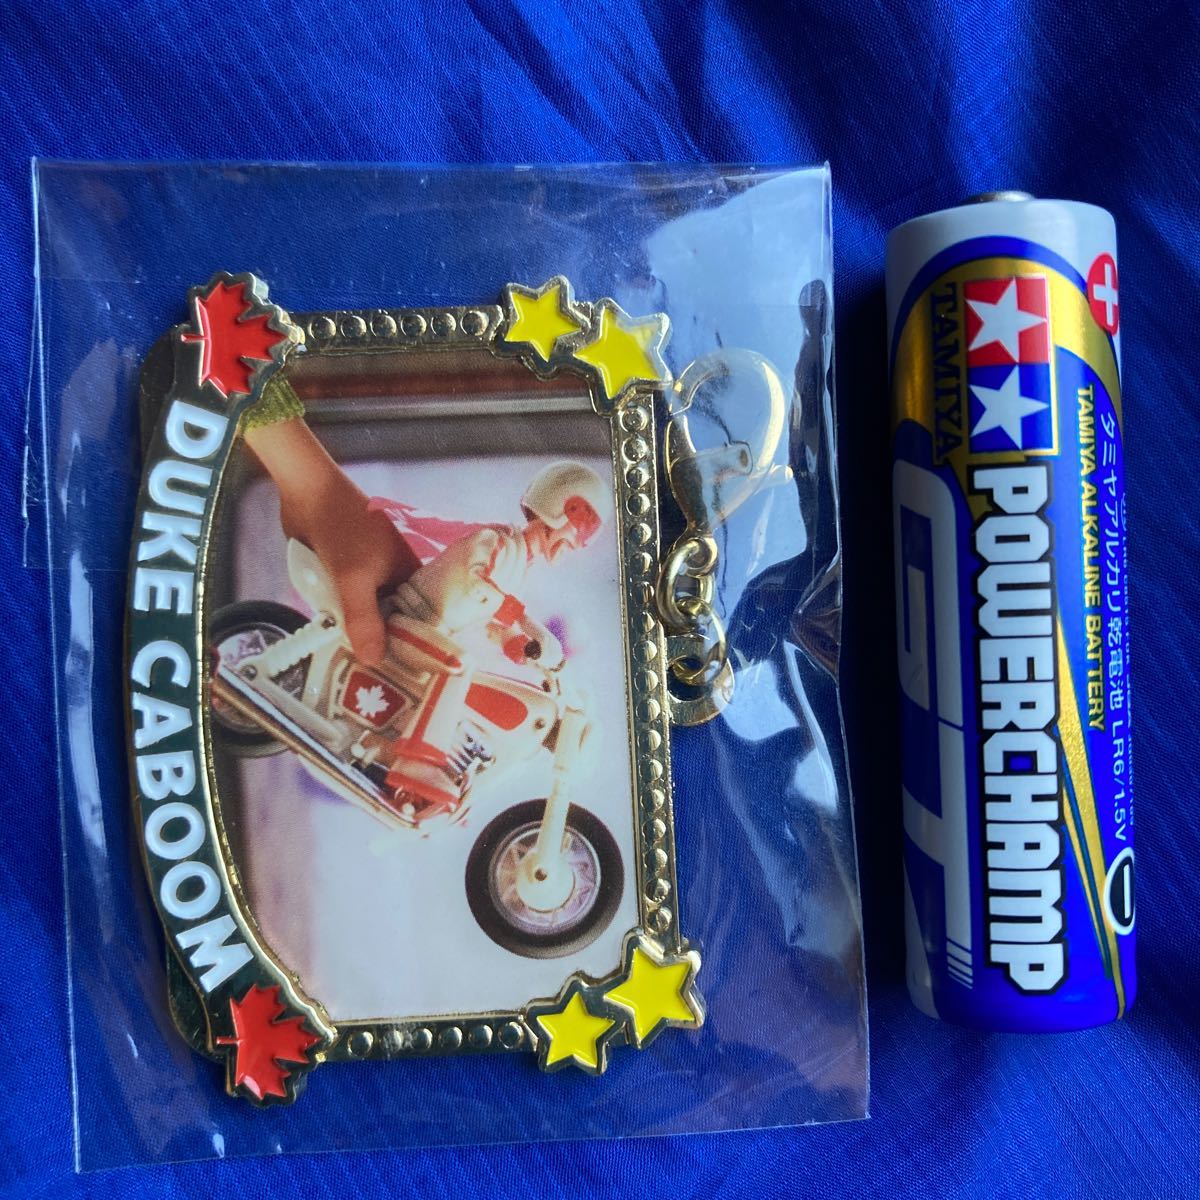 DUKE CABOOM
TAMIYA
POWERCHAMP
GT
TAMIYA ALKALINE BATTERY
タミヤアルカリ乾電池 LR6/1.5V
+
−